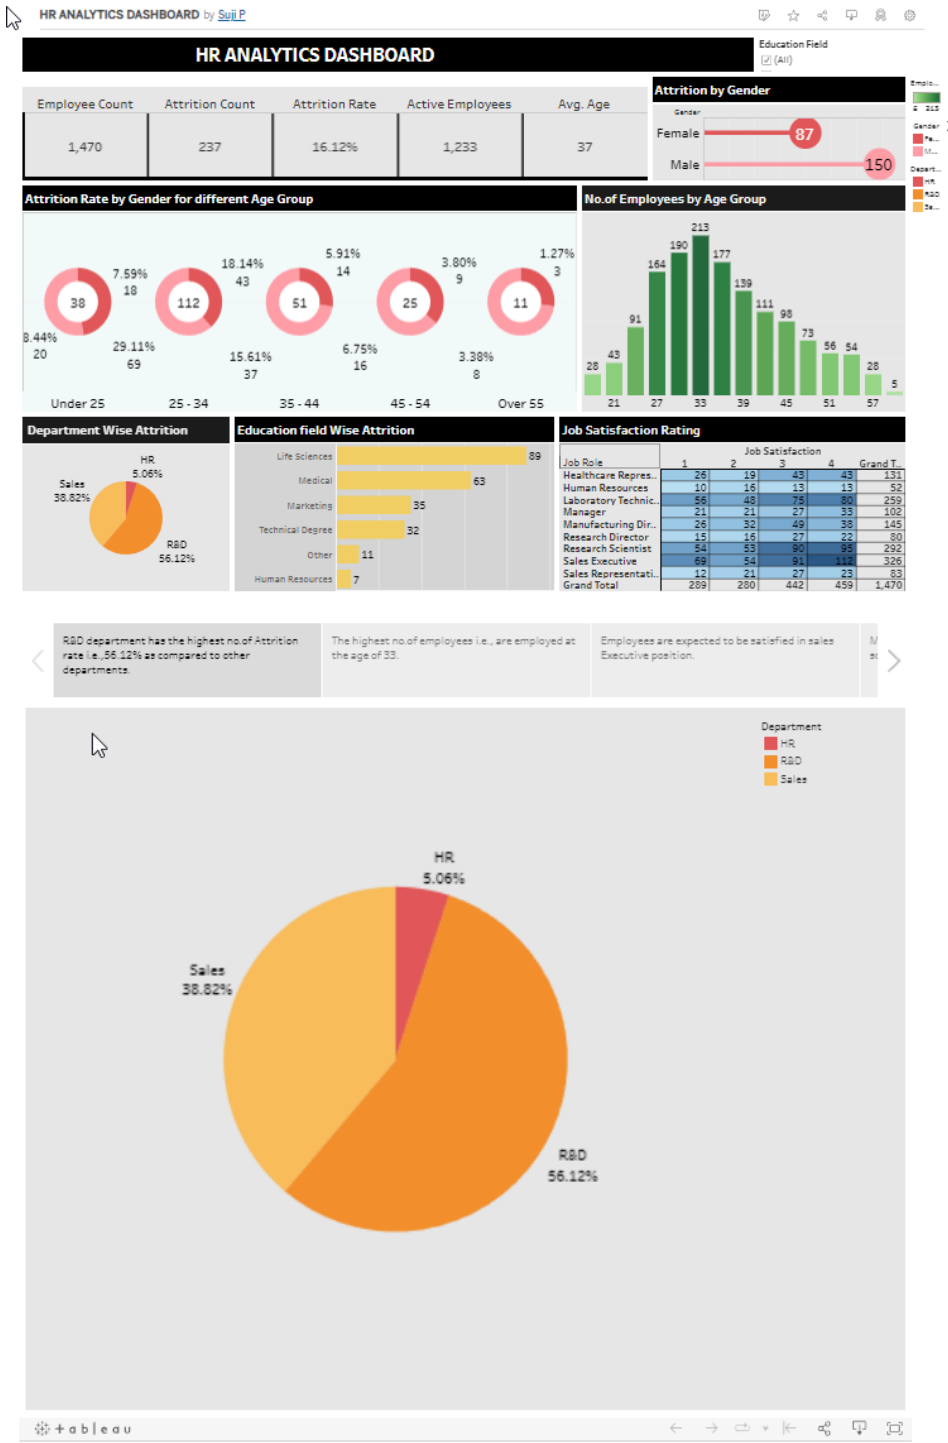 HR ANALYTICS DASHBOARD by Suji P
HR ANALYTICS DASHBOARD
Education Field
(All)
Employee Count Attrition Count Attrition Rate Active Employees Avg. Age
1,470 237 16.12% 1,233 37
Attrition by Gender
Gender
Female 87
Male 150
Emplo...
5 213
Gender
Fe...
M...
Depart...
HR
R&D
Sa...
Attrition Rate by Gender for different Age Group
7.59%
18
38
8.44%
20
Under 25
18.14%
43
112
29.11%
69
25 - 34
5.91%
14
51
15.61%
37
35 - 44
3.80%
9
25
6.75%
16
45 - 54
1.27%
3
11
3.38%
8
Over 55
No.of Employees by Age Group
28 43 91 164 190 213 177 139 111 98 73 56 54 28 5
21 27 33 39 45 51 57
Department Wise Attrition
HR
5.06%
Sales
38.82%
R&D
56.12%
Education field Wise Attrition
Life Sciences 89
Medical 63
Marketing 35
Technical Degree 32
Other 11
Human Resources 7
Job Satisfaction Rating
Job Satisfaction
Job Role 1 2 3 4 Grand T..
Healthcare Repres.. 26 19 43 43 131
Human Resources 10 16 13 13 52
Laboratory Technic.. 56 48 75 80 259
Manager 21 21 27 33 102
Manufacturing Dir.. 26 32 49 38 145
Research Director 15 16 27 22 80
Research Scientist 54 53 90 95 292
Sales Executive 69 54 91 112 326
Sales Representati.. 12 21 27 23 83
Grand Total 289 280 442 459 1,470
R&D department has the highest no.of Attrition
rate i.e.,56.12% as compared to other
departments.
The highest no.of employees i.e., are employed at
the age of 33.
Employees are expected to be satisfied in sales
Executive position.
Department
HR
R&D
Sales
HR
5.06%
Sales
38.82%
R&D
56.12%
+ableau